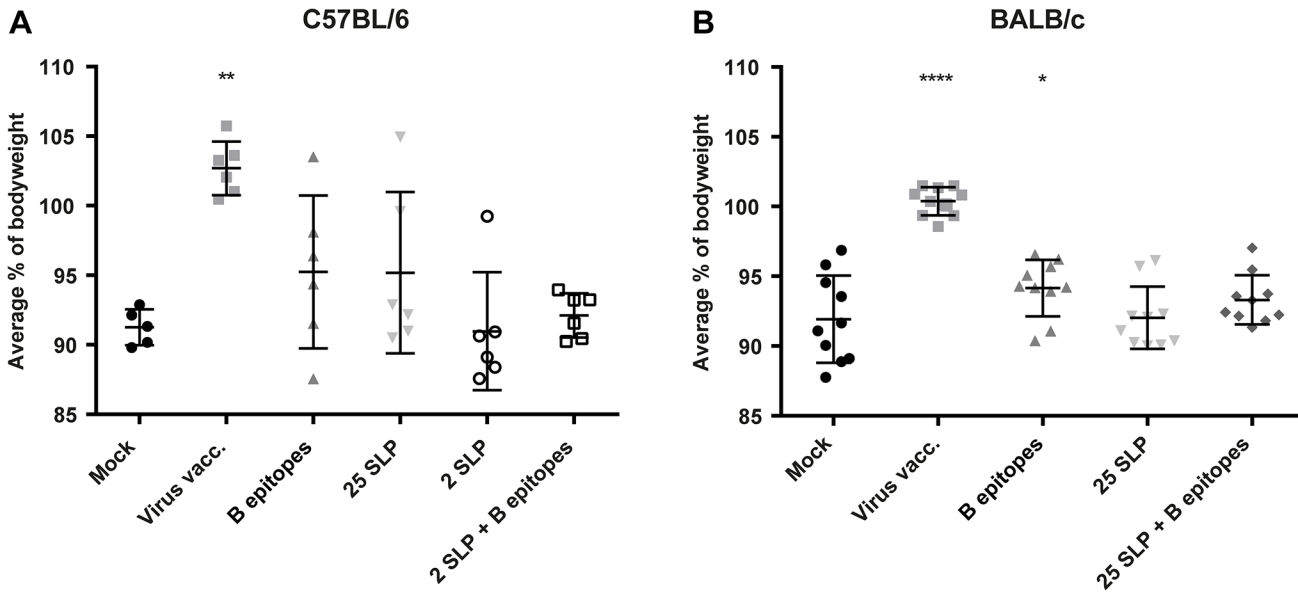 A
C57BL/6
Average % of bodyweight
110
105
100
95
90
85
**
Mock
Virus vacc.
B epitopes
25 SLP
2 SLP
2 SLP + B epitopes
B
BALB/c
Average % of bodyweight
110
105
100
95
90
85
****
*
Mock
Virus vacc.
B epitopes
25 SLP
25 SLP + B epitopes